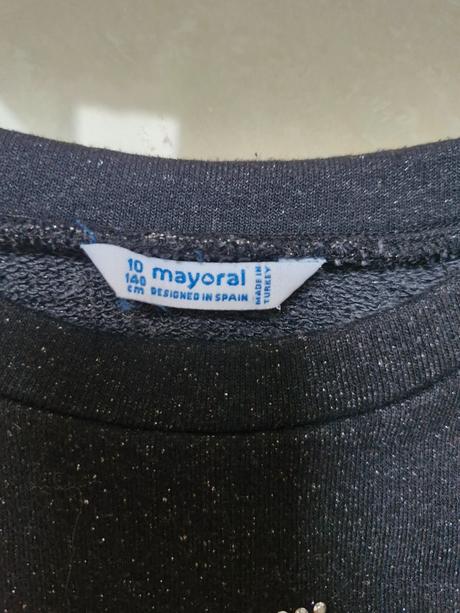 10
140
cm
mayoral
DESIGNED IN SPAIN
MADE IN
TURKEY